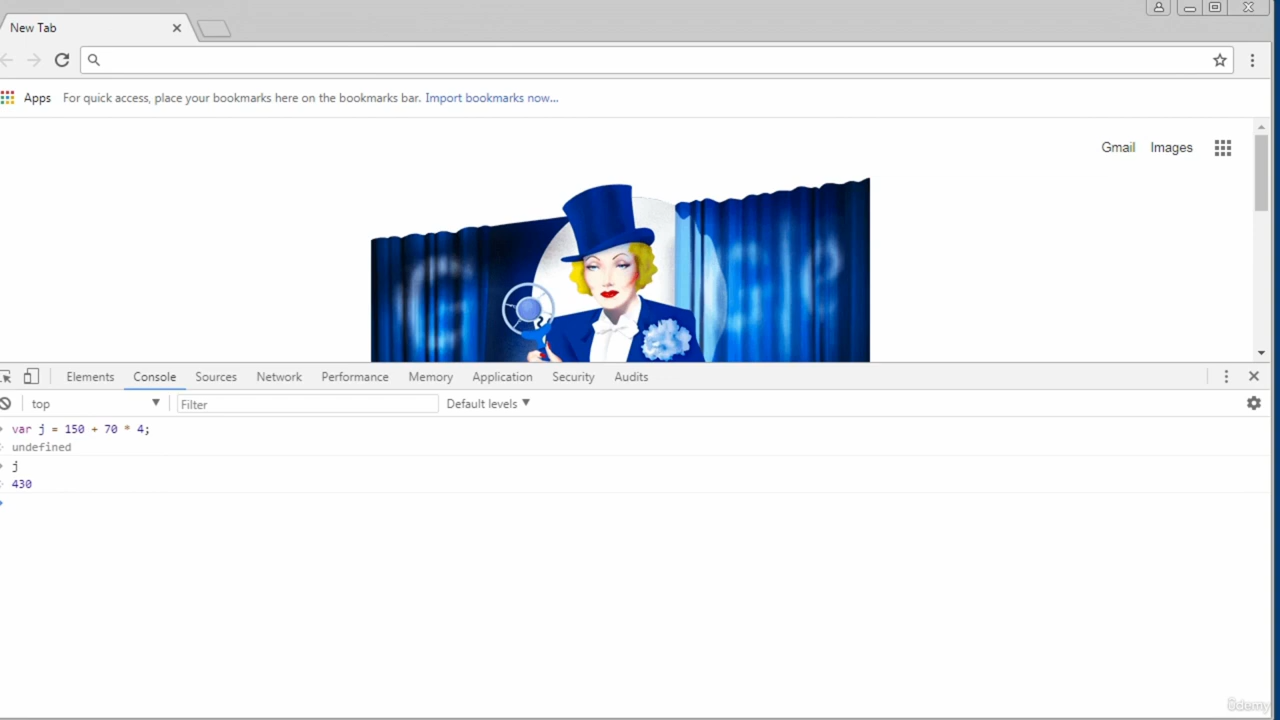 New Tab
Apps For quick access, place your bookmarks here on the bookmarks bar. Import bookmarks now...
Gmail Images
Elements Console Sources Network Performance Memory Application Security Audits
top Filter Default levels
var j = 150 + 70 * 4;
undefined
j
430
Udemy